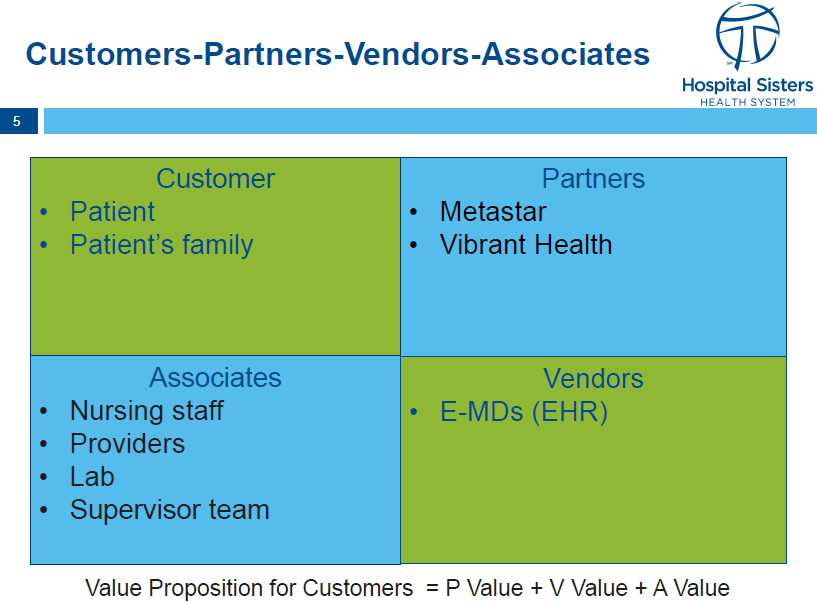 Customers-Partners-Vendors-Associates
Hospital Sisters
HEALTH SYSTEM
5
Customer
• Patient
• Patient’s family
Partners
• Metastar
• Vibrant Health
Associates
• Nursing staff
• Providers
• Lab
• Supervisor team
Vendors
• E-MDs (EHR)
Value Proposition for Customers = P Value + V Value + A Value